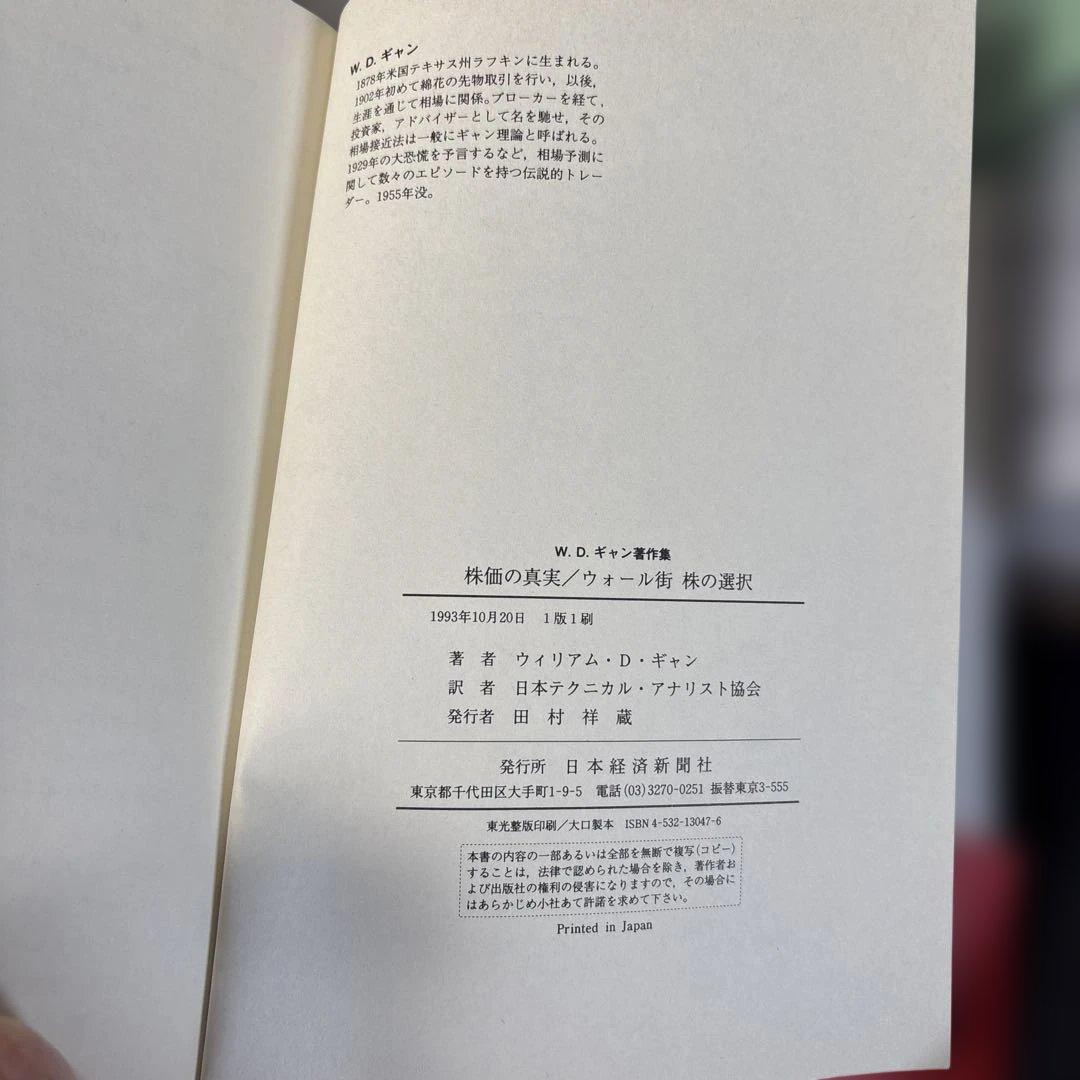 W. D. ギャン
1878年米国テキサス州ラフキンに生まれる。
1902年初めて綿花の先物取引を行い，以後，
生涯を通じて相場に関係。ブローカーを経て，
投資家，アドバイザーとして名を馳せ，その
相場接近法は一般にギャン理論と呼ばれる。
1929年の大恐慌を予言するなど，相場予測に
関して数々のエピソードを持つ伝説的トレー
ダー。1955年没。
W. D. ギャン著作集
株価の真実／ウォール街 株の選択
1993年10月20日　1版1刷
著　者　ウィリアム・D・ギャン
訳　者　日本テクニカル・アナリスト協会
発行者　田　村　祥　蔵
発行所　日本経済新聞社
東京都千代田区大手町1-9-5　電話(03)3270-0251 振替東京3-555
東光整版印刷／大口製本　ISBN 4-532-13047-6
本書の内容の一部あるいは全部を無断で複写(コピー)
することは，法律で認められた場合を除き，著作者お
よび出版社の権利の侵害になりますので，その場合に
はあらかじめ小社あて許諾を求めて下さい。
Printed in Japan